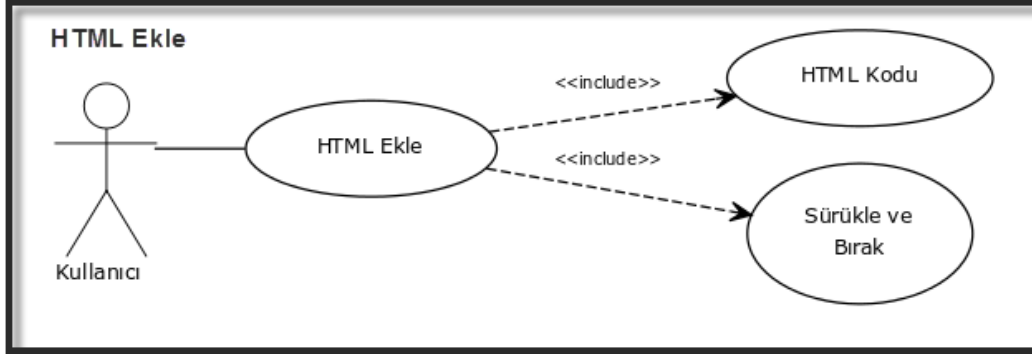 HTML Ekle
<<include>>
HTML Kodu
HTML Ekle
<<include>>
Sürükle ve
Bırak
Kullanıcı